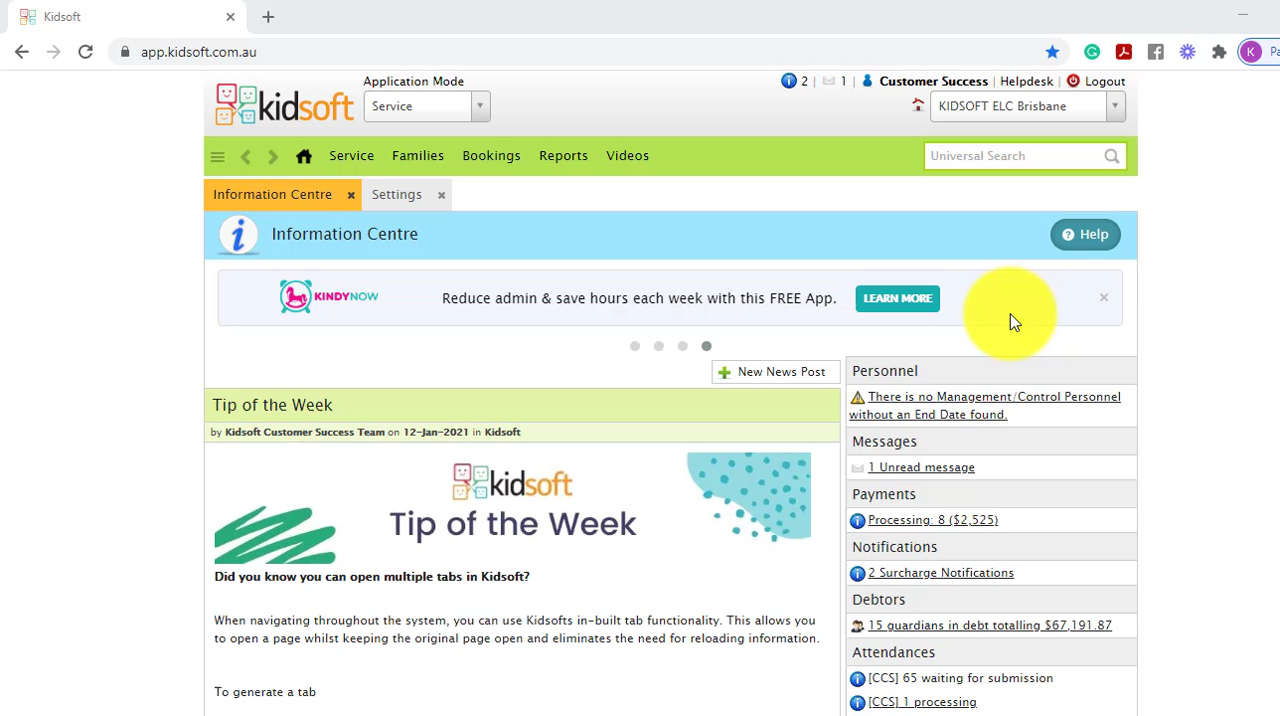 Kidsoft
app.kidsoft.com.au
K
kidsoft
Application Mode
Service
2 | 1 | Customer Success | Helpdesk | Logout
KIDSOFT ELC Brisbane
Service Families Bookings Reports Videos
Universal Search
Information Centre Settings
Information Centre
Help
KINDYNOW
Reduce admin & save hours each week with this FREE App.
LEARN MORE
New News Post
Tip of the Week
by Kidsoft Customer Success Team on 12-Jan-2021 in Kidsoft
kidsoft
Tip of the Week
Did you know you can open multiple tabs in Kidsoft?
When navigating throughout the system, you can use Kidsofts in-built tab functionality. This allows you
to open a page whilst keeping the original page open and eliminates the need for reloading information.
To generate a tab
Personnel
There is no Management/Control Personnel
without an End Date found.
Messages
1 Unread message
Payments
Processing: 8 ($2,525)
Notifications
2 Surcharge Notifications
Debtors
15 guardians in debt totalling $67,191.87
Attendances
[CCS] 65 waiting for submission
[CCS] 1 processing